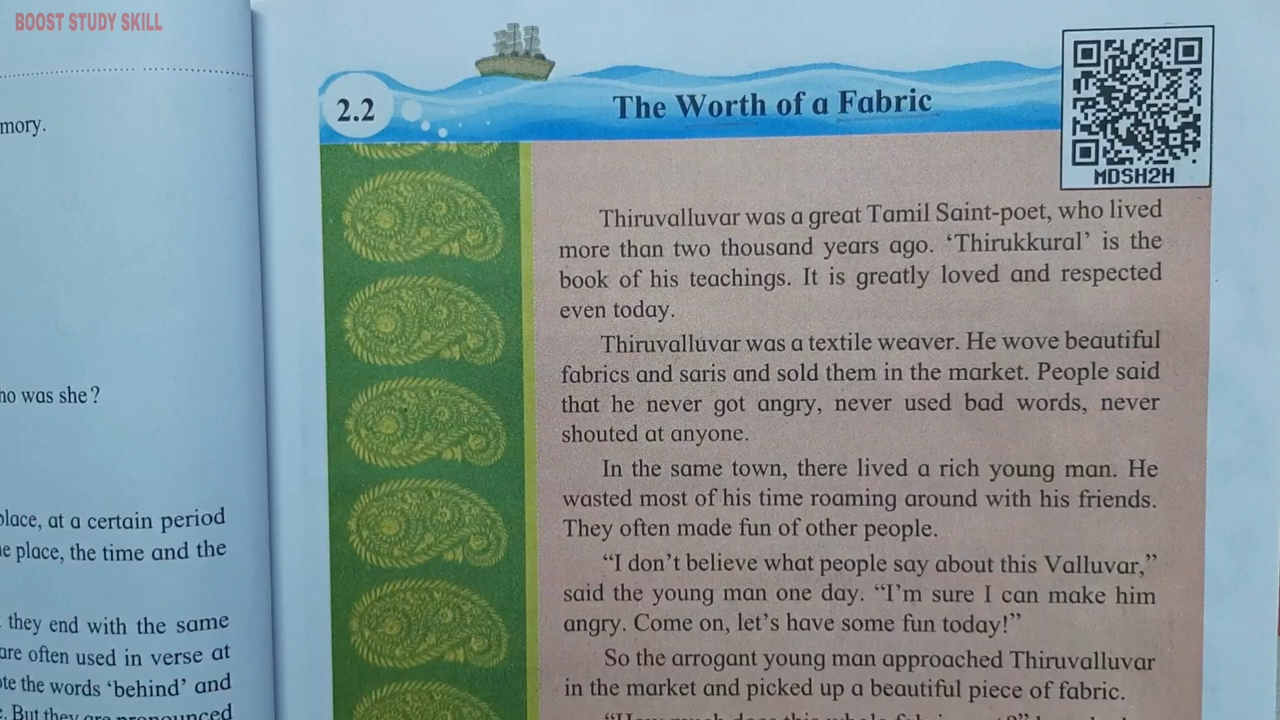 BOOST STUDY SKILL
mory.
ho was she?
place, at a certain period
place, the time and the
they end with the same
are often used in verse at
the words 'behind' and
But they are pronounced
2.2
The Worth of a Fabric
MDSH2H
Thiruvalluvar was a great Tamil Saint-poet, who lived
more than two thousand years ago. 'Thirukkural' is the
book of his teachings. It is greatly loved and respected
even today.
Thiruvalluvar was a textile weaver. He wove beautiful
fabrics and saris and sold them in the market. People said
that he never got angry, never used bad words, never
shouted at anyone.
In the same town, there lived a rich young man. He
wasted most of his time roaming around with his friends.
They often made fun of other people.
"I don't believe what people say about this Valluvar,"
said the young man one day. "I'm sure I can make him
angry. Come on, let's have some fun today!"
So the arrogant young man approached Thiruvalluvar
in the market and picked up a beautiful piece of fabric.